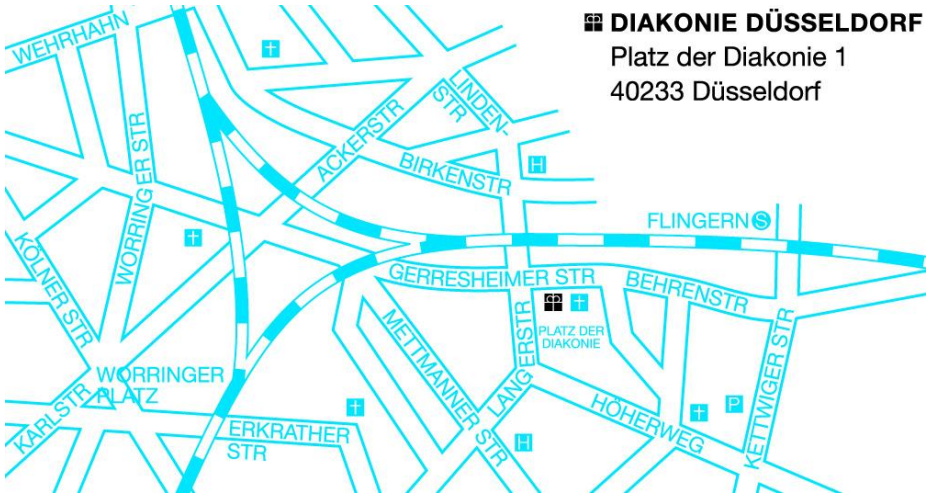 DIAKONIE DÜSSELDORF
Platz der Diakonie 1
40233 Düsseldorf
WEHRHAHN
LINDEN-
STR
ACKERSTR
WORRINGER STR
BIRKENSTR
H
FLINGERN S
KÖLNER STR
GERRESHEIMER STR
BEHRENSTR
PLATZ DER
DIAKONIE
LANGERSTR
METTMANNER STR
KETTWIGER STR
WORRINGER
PLATZ
KARLSTR
HÖHERWEG
P
ERKRATHER
STR
H